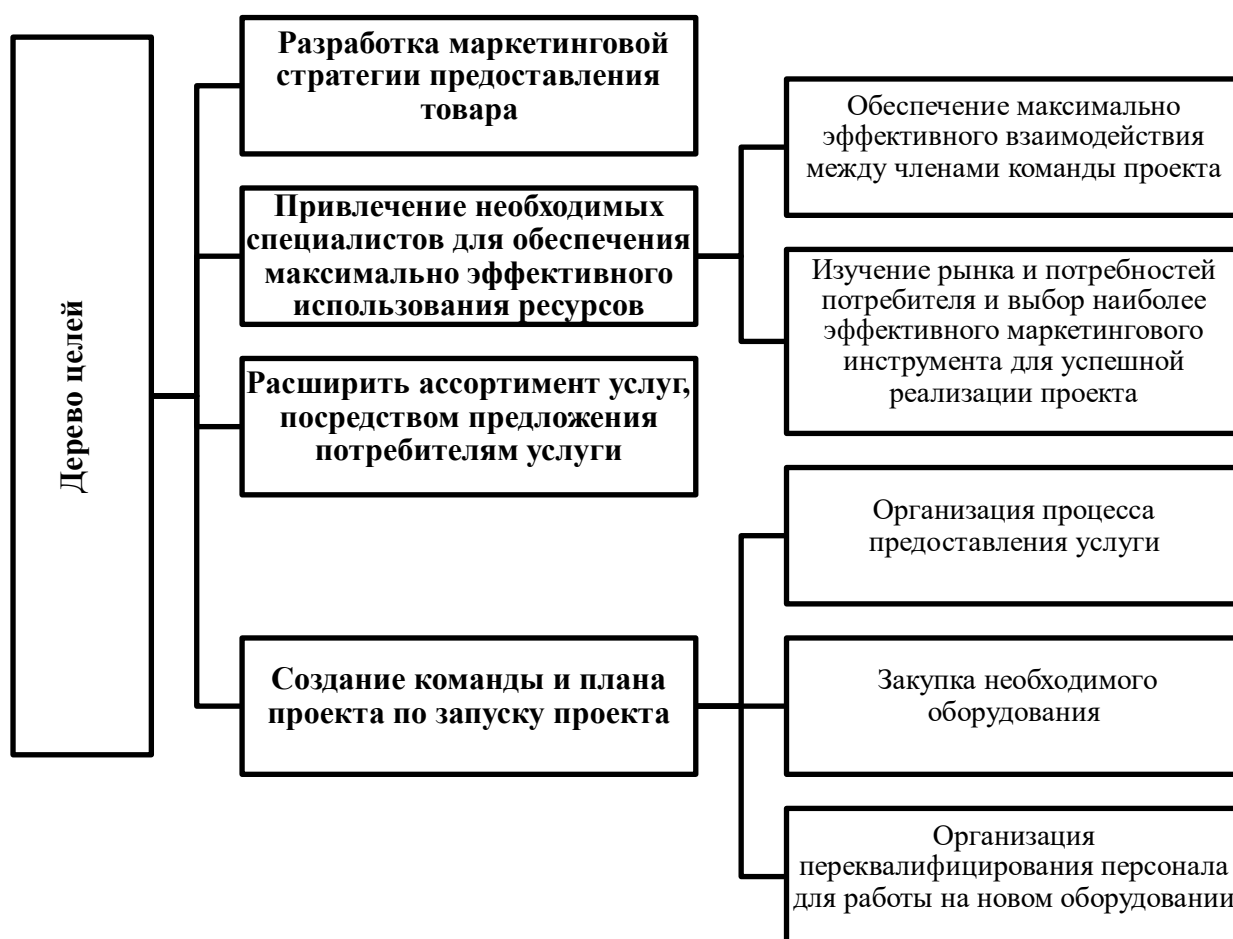 Дерево целей
Разработка маркетинговой
стратегии предоставления
товара
Привлечение необходимых
специалистов для обеспечения
максимально эффективного
использования ресурсов
Обеспечение максимально
эффективного взаимодействия
между членами команды проекта
Изучение рынка и потребностей
потребителя и выбор наиболее
эффективного маркетингового
инструмента для успешной
реализации проекта
Расширить ассортимент услуг,
посредством предложения
потребителям услуги
Создание команды и плана
проекта по запуску проекта
Организация процесса
предоставления услуги
Закупка необходимого
оборудования
Организация
переквалифицирования персонала
для работы на новом оборудовании